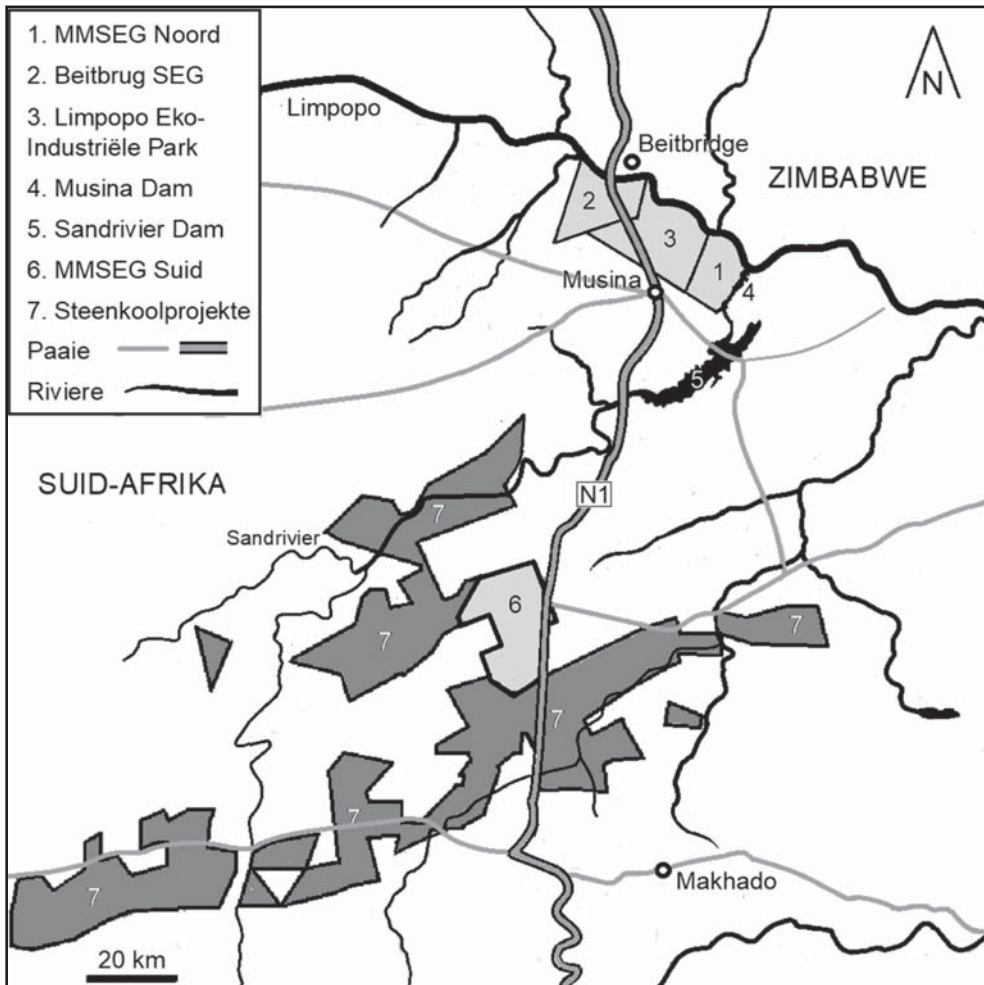 1. MMSEG Noord
2. Beitbrug SEG
3. Limpopo Eko-
Industriële Park
4. Musina Dam
5. Sandrivier Dam
6. MMSEG Suid
7. Steenkoolprojekte
Paaie
Riviere
N
Limpopo
Beitbridge
ZIMBABWE
2
3
1
Musina
4
5
SUID-AFRIKA
N1
7
Sandrivier
6
7
7
7
7
7
Makhado
20 km